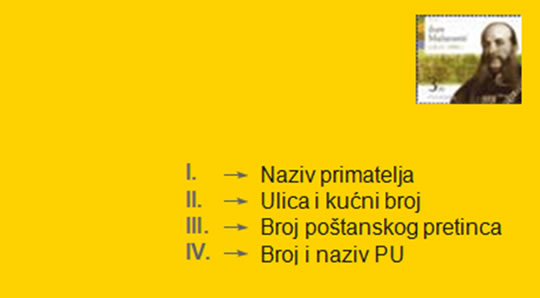 I. → Naziv primatelja
II. → Ulica i kućni broj
III. → Broj poštanskog pretinca
IV. → Broj i naziv PU